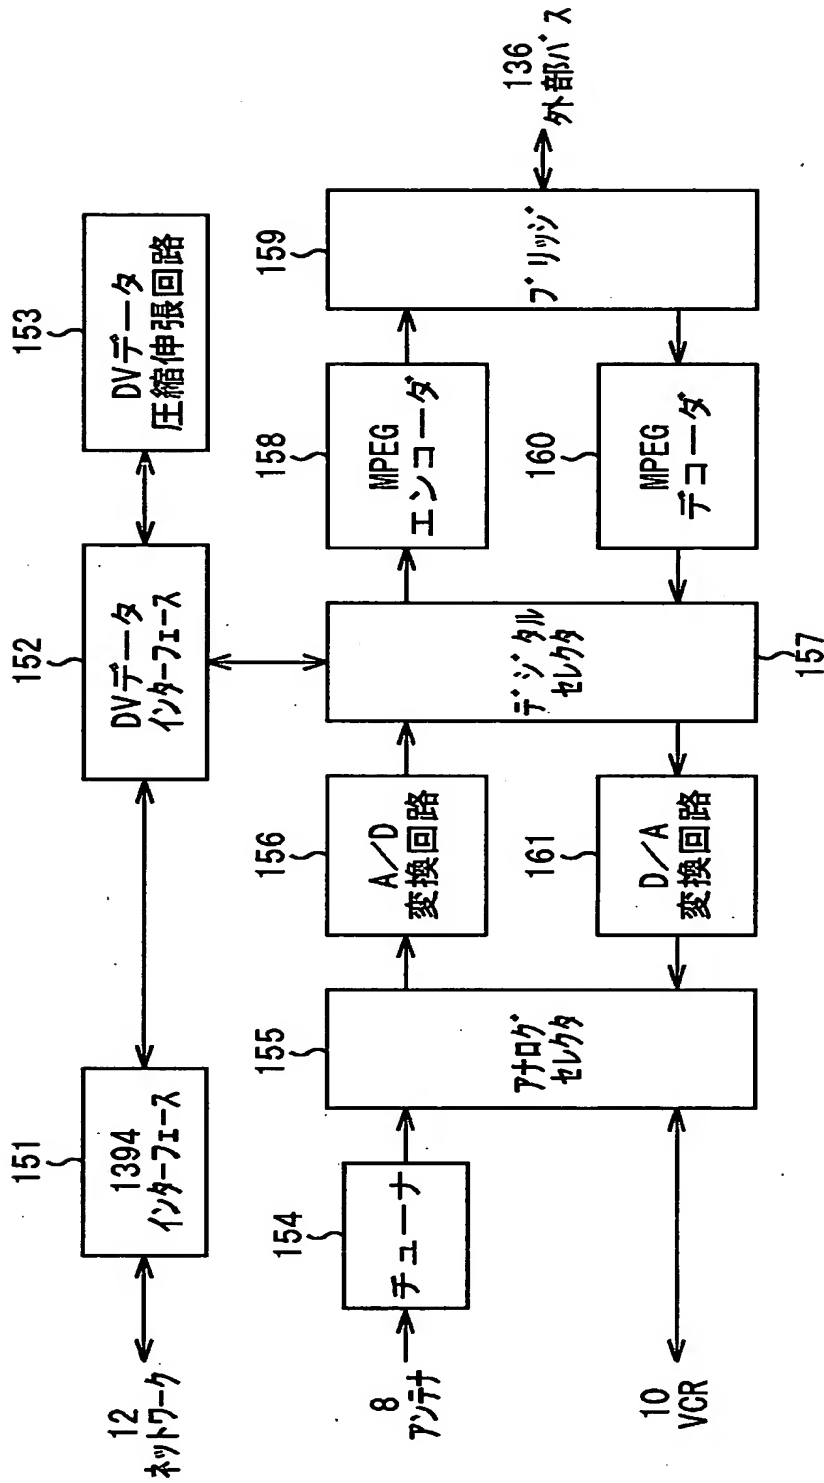 12
ネットワーク
151
1394
インターフェース
152
DVデータ
インターフェース
153
DVデータ
圧縮伸張回路
8
アンテナ
154
チューナ
10
VCR
155
アナログ
セレクタ
156
A/D
変換回路
161
D/A
変換回路
デジタル
セレクタ
157
158
MPEG
エンコーダ
160
MPEG
デコーダ
159
ブリッジ
136
外部バス